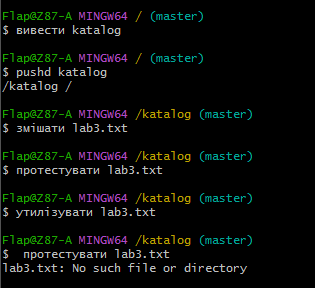 Flap@Z87-A MINGW64 / (master)
$ вивести katalog
Flap@Z87-A MINGW64 / (master)
$ pushd katalog
/katalog /
Flap@Z87-A MINGW64 /katalog (master)
$ змішати lab3.txt
Flap@Z87-A MINGW64 /katalog (master)
$ протестувати lab3.txt
Flap@Z87-A MINGW64 /katalog (master)
$ утилізувати lab3.txt
Flap@Z87-A MINGW64 /katalog (master)
$  протестувати lab3.txt
lab3.txt: No such file or directory